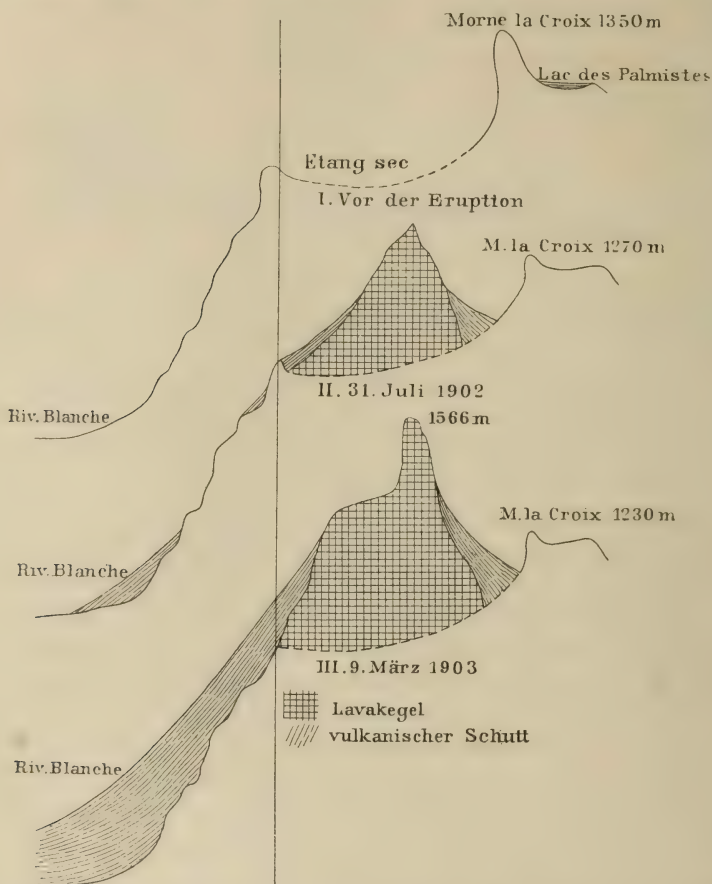 Morne la Croix 1350 m
Lac des Palmistes
Etang sec
I. Vor der Eruption
M. la Croix 1270 m
Riv. Blanche
II. 31. Juli 1902
1566 m
M. la Croix 1230 m
Riv. Blanche
III. 9. März 1903
Lavakegel
vulkanischer Schutt
Riv. Blanche